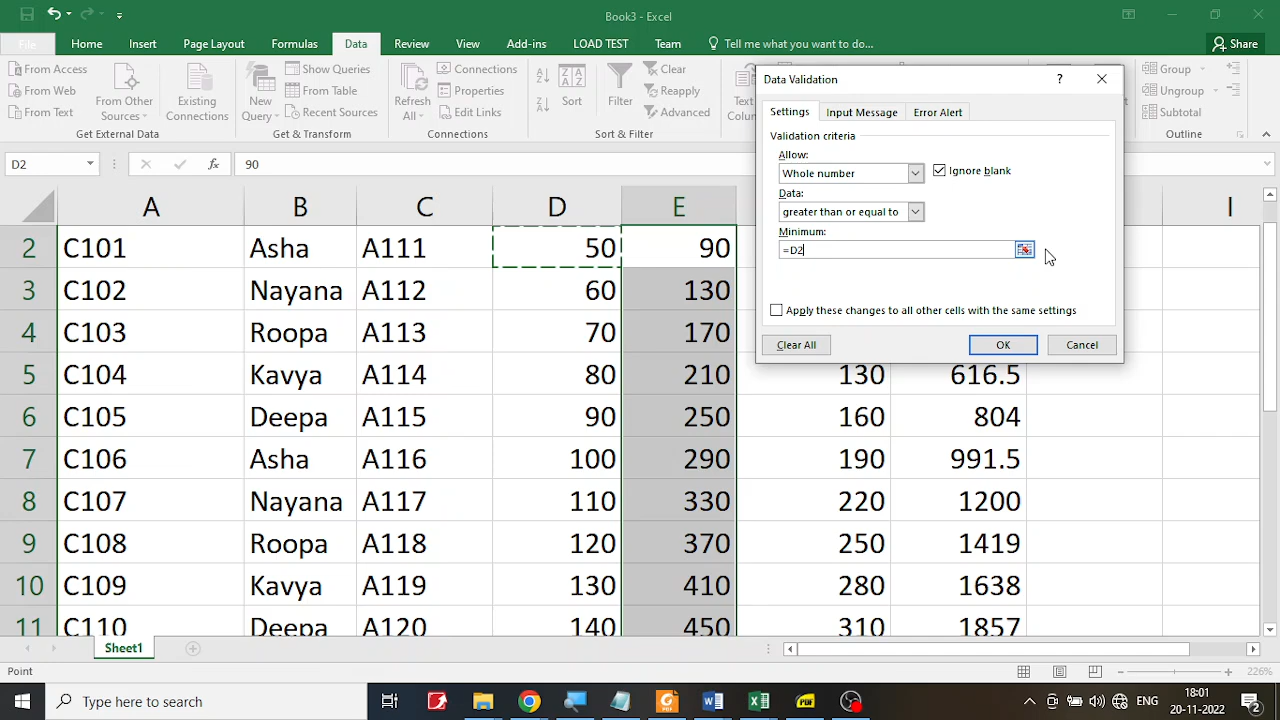 Book3 - Excel
File
Home
Insert
Page Layout
Formulas
Data
Review
View
Add-ins
LOAD TEST
Team
Tell me what you want to do...
Share
From Access
From Web
From Text
From Other
Sources
Existing
Connections
Get External Data
New
Query
Show Queries
From Table
Recent Sources
Get & Transform
Refresh
All
Connections
Properties
Edit Links
Connections
Sort
Filter
Clear
Reapply
Advanced
Sort & Filter
Text
Group
Ungroup
Subtotal
Outline
Data Validation
?
Settings
Input Message
Error Alert
Validation criteria
Allow:
Whole number
Ignore blank
Data:
greater than or equal to
Minimum:
=D2
Apply these changes to all other cells with the same settings
Clear All
OK
Cancel
D2
fx
90
A B C D E I
2 C101 Asha A111 50 90
3 C102 Nayana A112 60 130
4 C103 Roopa A113 70 170
5 C104 Kavya A114 80 210 130 616.5
6 C105 Deepa A115 90 250 160 804
7 C106 Asha A116 100 290 190 991.5
8 C107 Nayana A117 110 330 220 1200
9 C108 Roopa A118 120 370 250 1419
10 C109 Kavya A119 130 410 280 1638
11 C110 Deepa A120 140 450 310 1857
Sheet1
Point
226%
Type here to search
ENG
18:01
20-11-2022
2